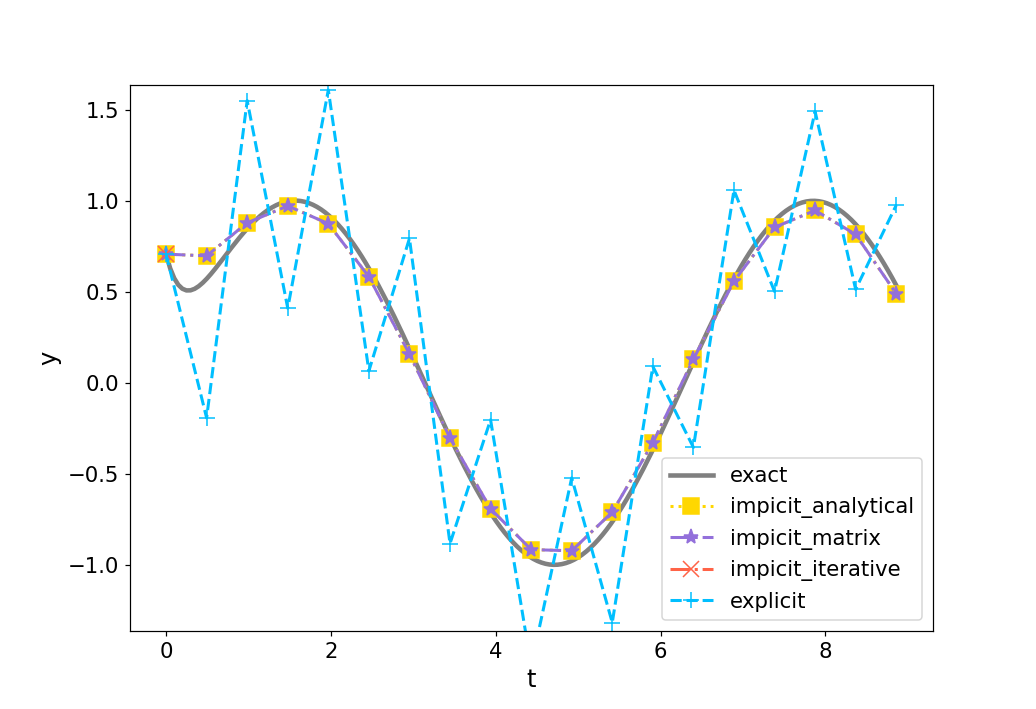 1.5
1.0
0.5
0.0
−0.5
−1.0
y
0
2
4
6
8
t
exact
impicit_analytical
impicit_matrix
impicit_iterative
explicit